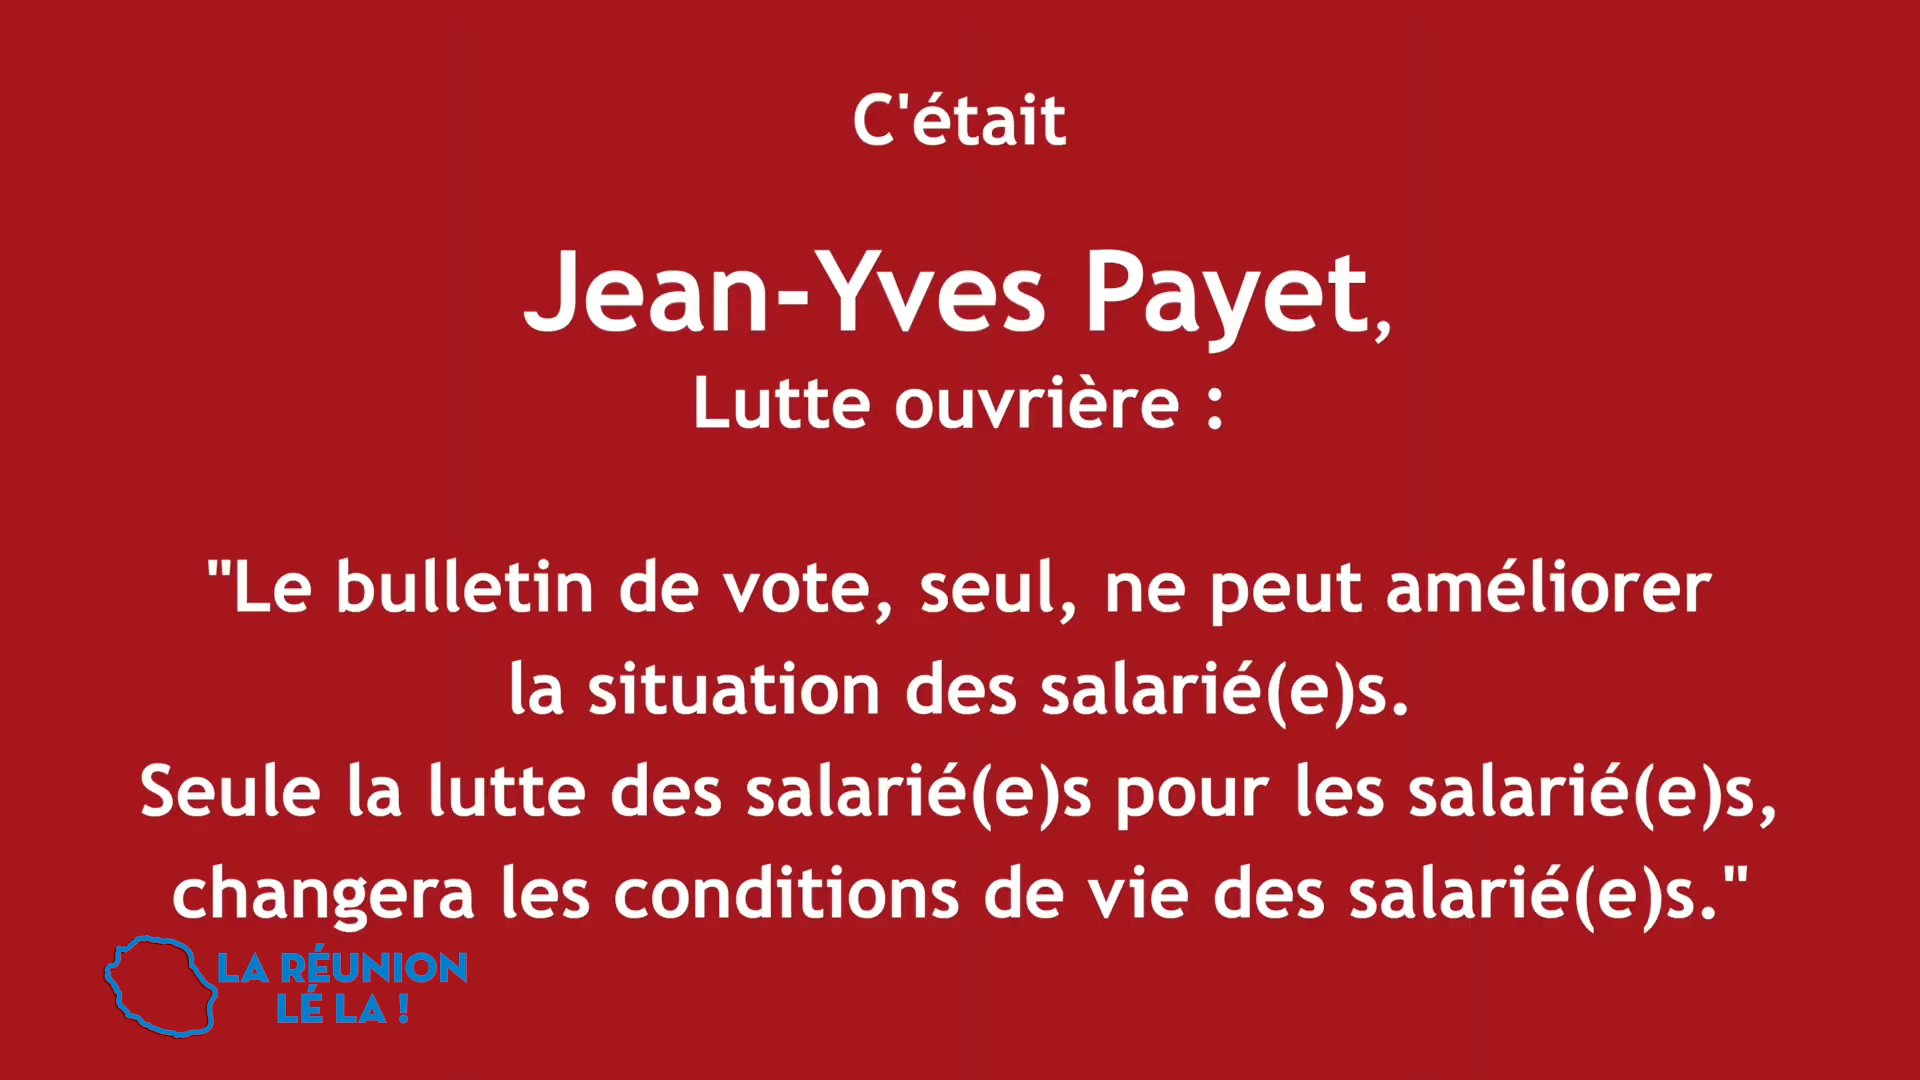 C'était
Jean-Yves Payet,
Lutte ouvrière :
"Le bulletin de vote, seul, ne peut améliorer
la situation des salarié(e)s.
Seule la lutte des salarié(e)s pour les salarié(e)s,
changera les conditions de vie des salarié(e)s."
LA RÉUNION
LÉ LA !